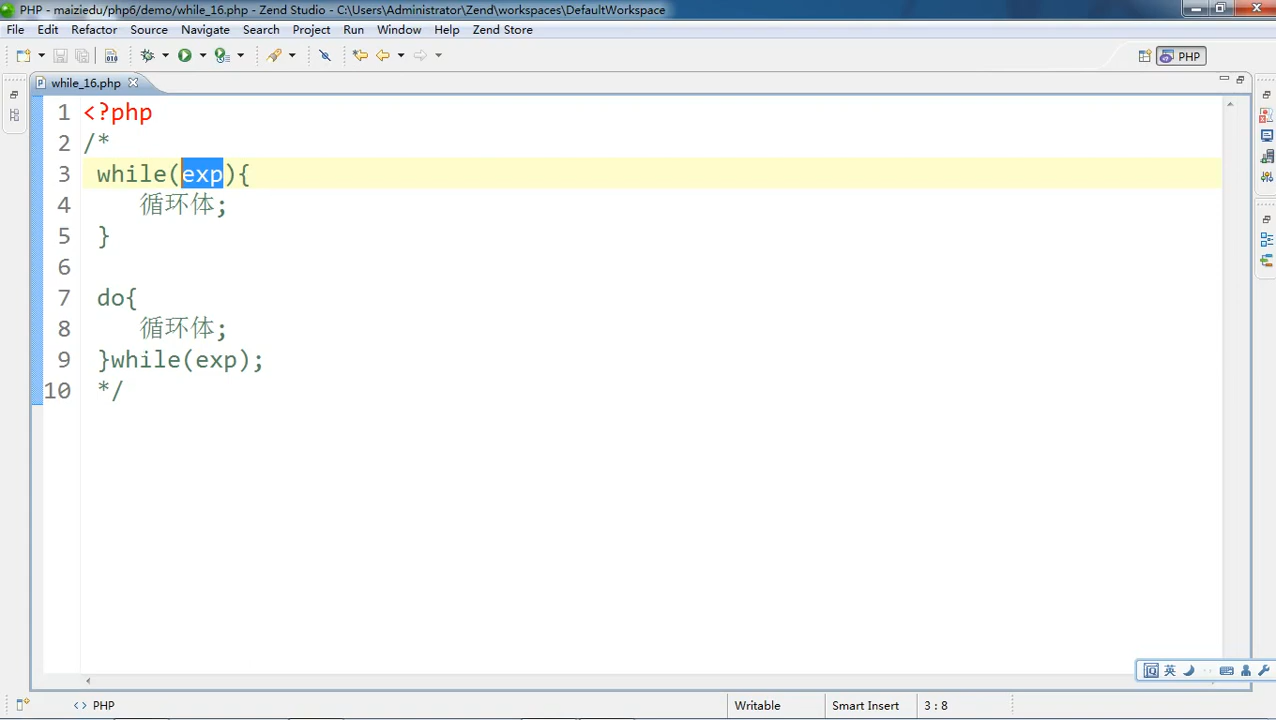 PHP - maiziedu/php6/demo/while_16.php - Zend Studio - C:\Users\Administrator\Zend\workspaces\DefaultWorkspace
File Edit Refactor Source Navigate Search Project Run Window Help Zend Store
PHP
while_16.php
1 <?php
2 /*
3 while(exp){
4 循环体;
5 }
6
7 do{
8 循环体;
9 }while(exp);
10 */
英
<> PHP Writable Smart Insert 3 : 8